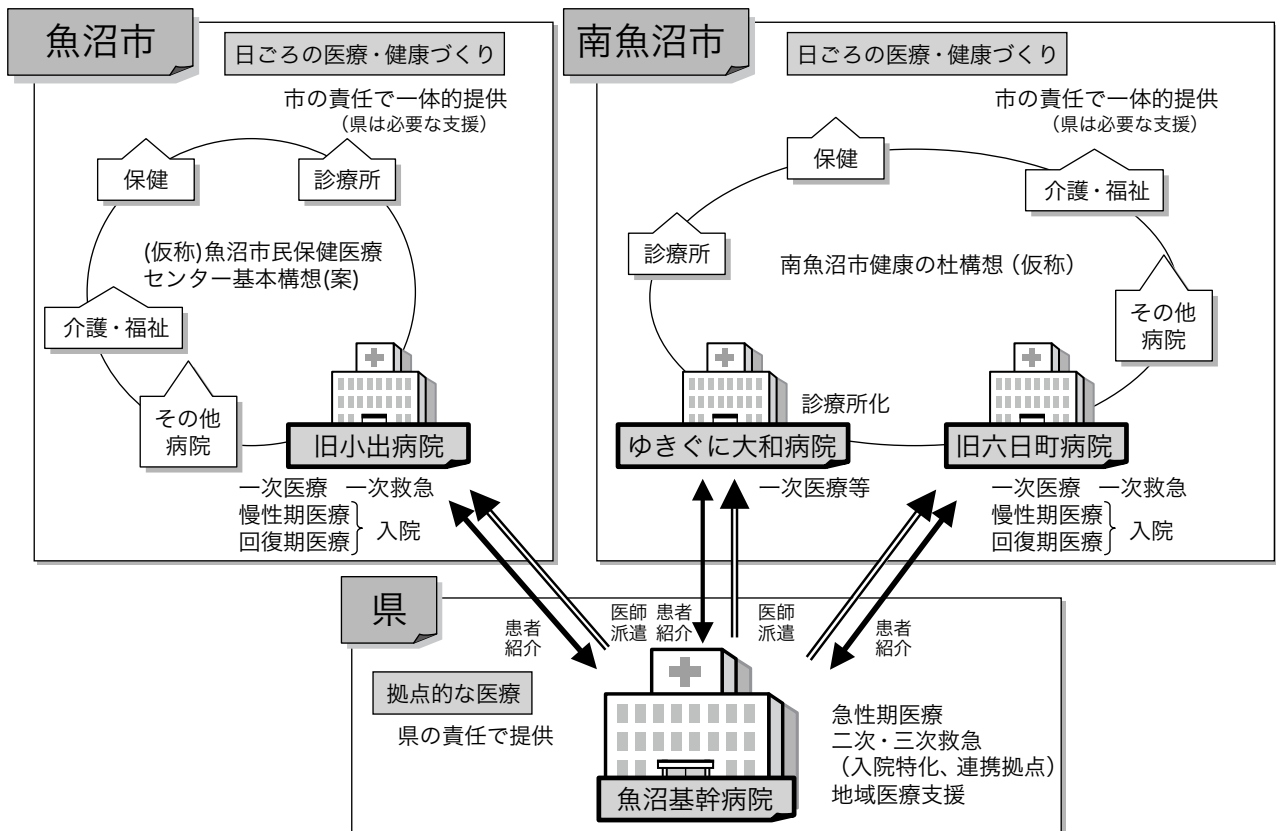 魚沼市
日ごろの医療・健康づくり
市の責任で一体的提供
（県は必要な支援）
保健
診療所
(仮称)魚沼市民保健医療
センター基本構想(案)
介護・福祉
その他
病院
旧小出病院
一次医療　一次救急
慢性期医療
回復期医療
入院
南魚沼市
日ごろの医療・健康づくり
市の責任で一体的提供
（県は必要な支援）
保健
介護・福祉
診療所
南魚沼市健康の杜構想（仮称）
その他
病院
診療所化
ゆきぐに大和病院
旧六日町病院
一次医療等
一次医療　一次救急
慢性期医療
回復期医療
入院
県
患者
紹介
医師
派遣
患者
紹介
医師
派遣
患者
紹介
拠点的な医療
県の責任で提供
魚沼基幹病院
急性期医療
二次・三次救急
（入院特化、連携拠点）
地域医療支援